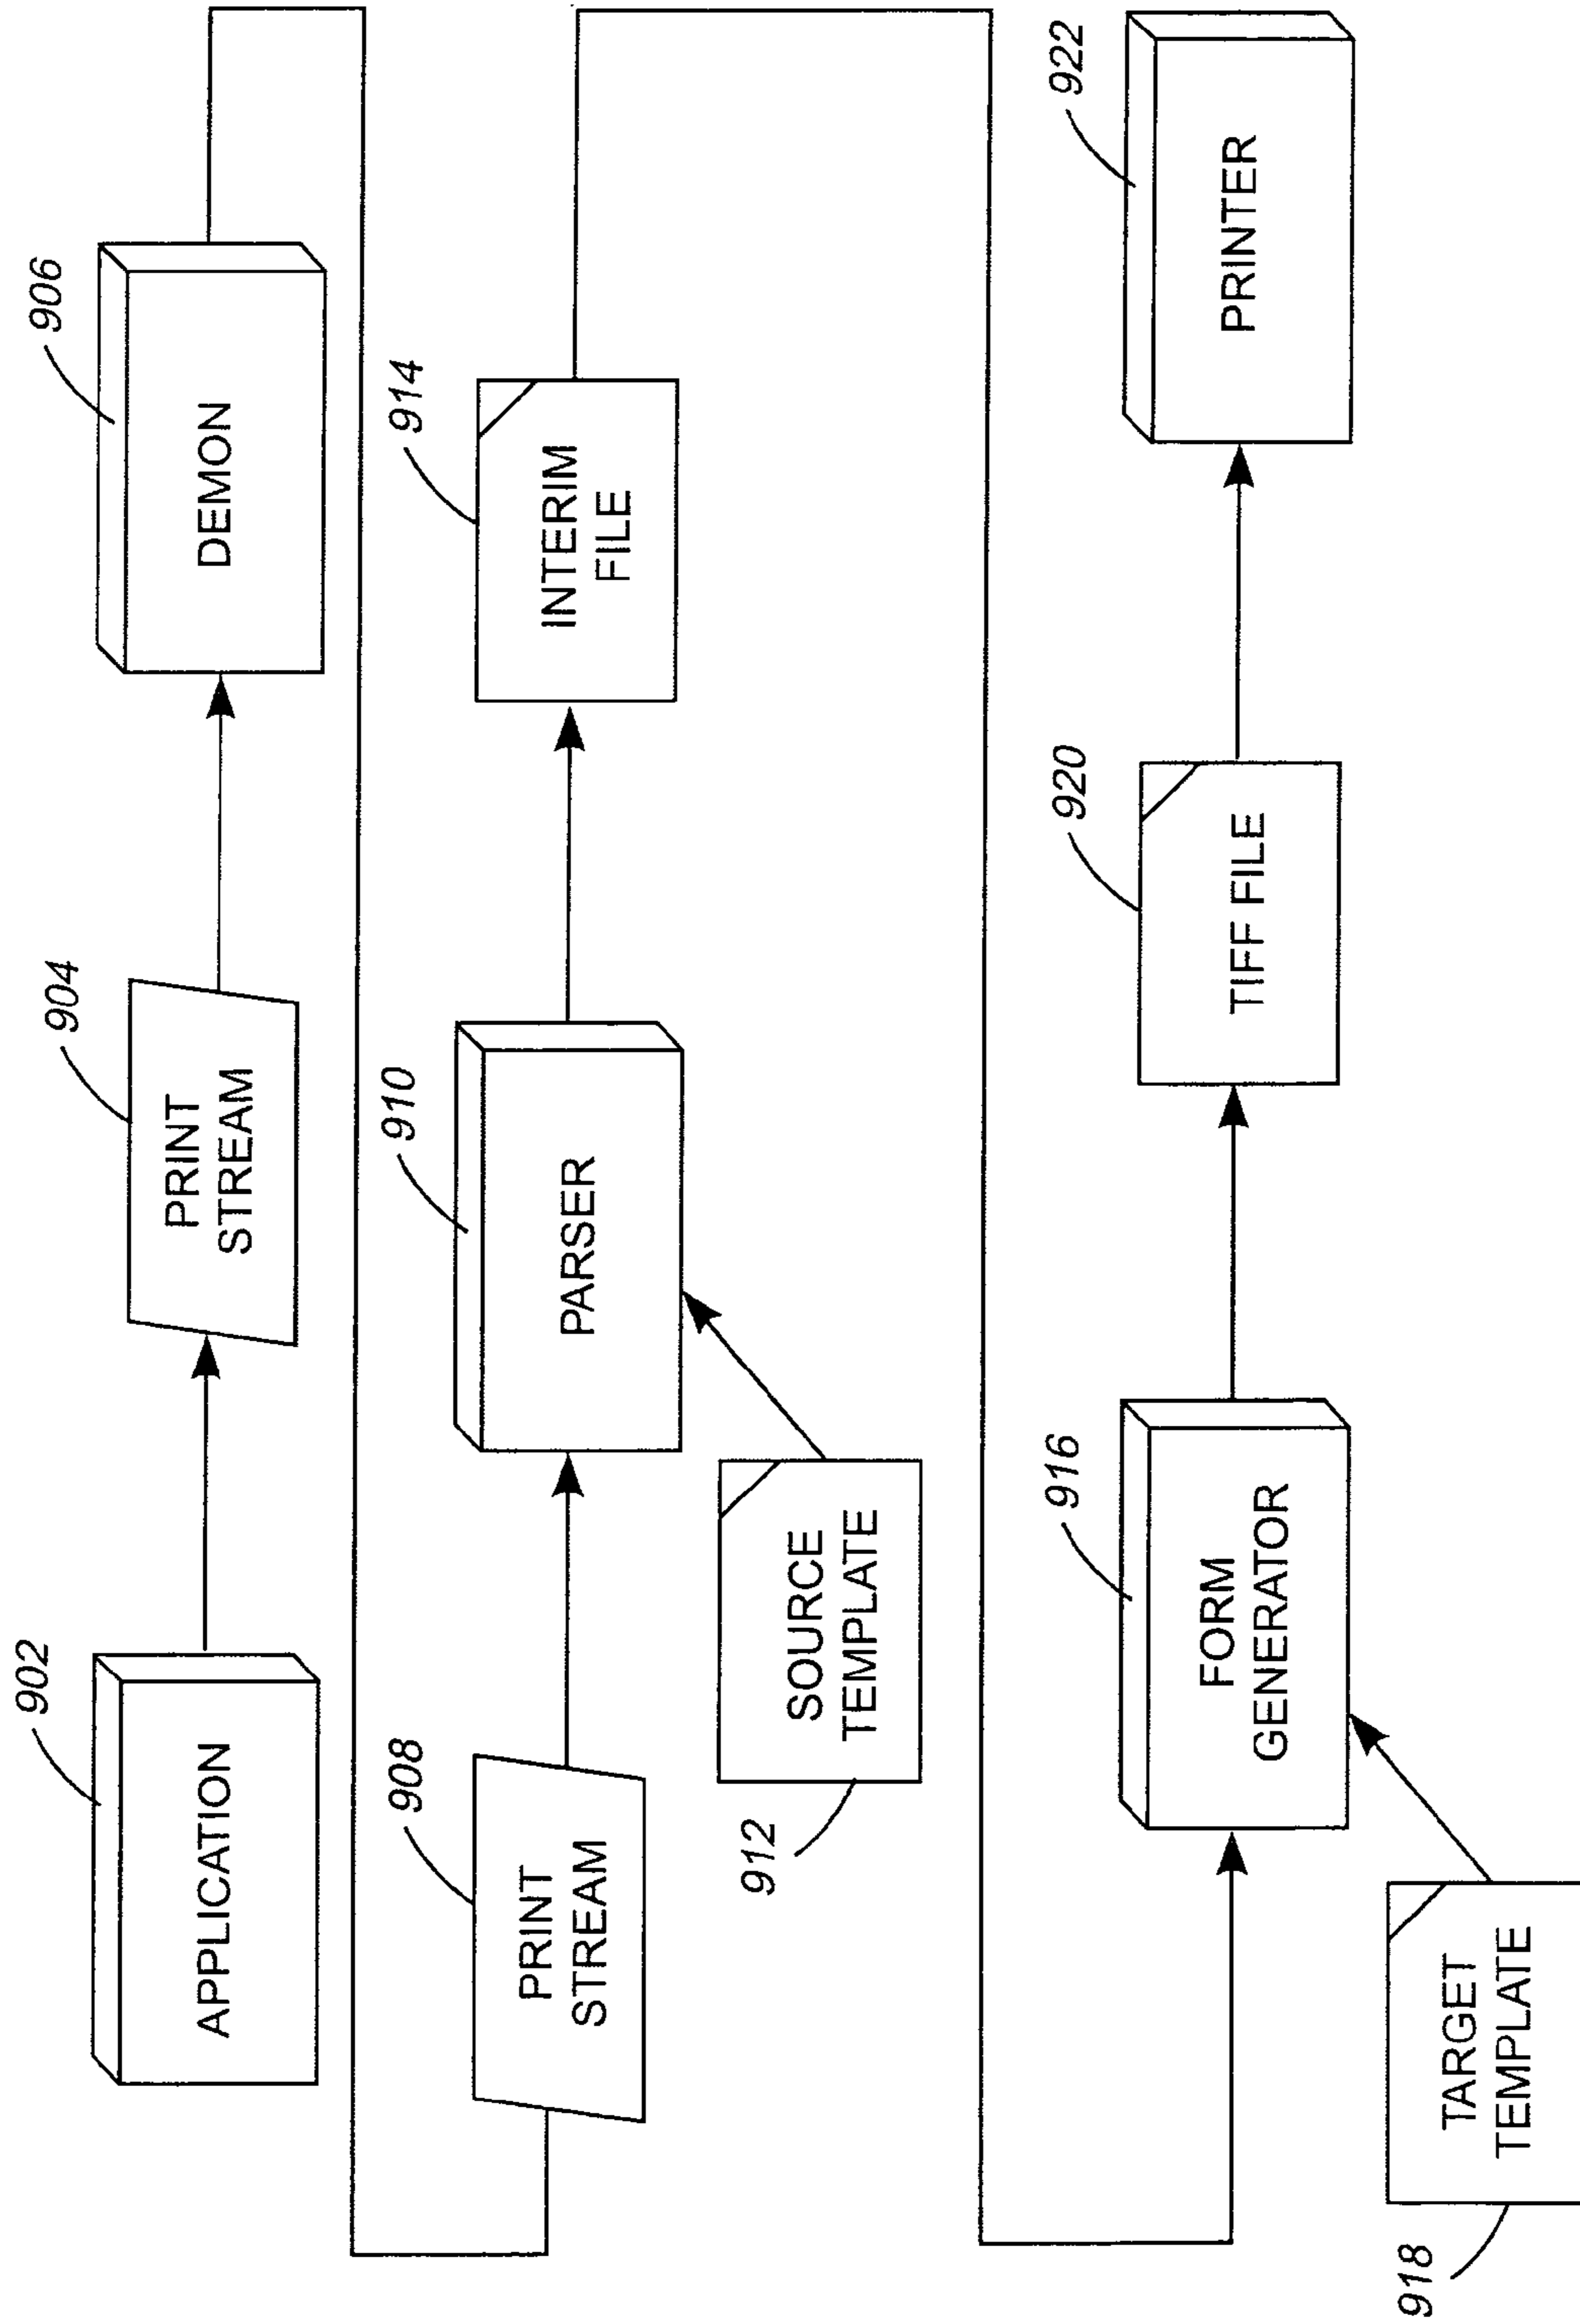 902
APPLICATION
904
PRINT
STREAM
906
DEMON
908
PRINT
STREAM
910
PARSER
912
SOURCE
TEMPLATE
914
INTERIM
FILE
916
FORM
GENERATOR
918
TARGET
TEMPLATE
920
TIFF FILE
922
PRINTER